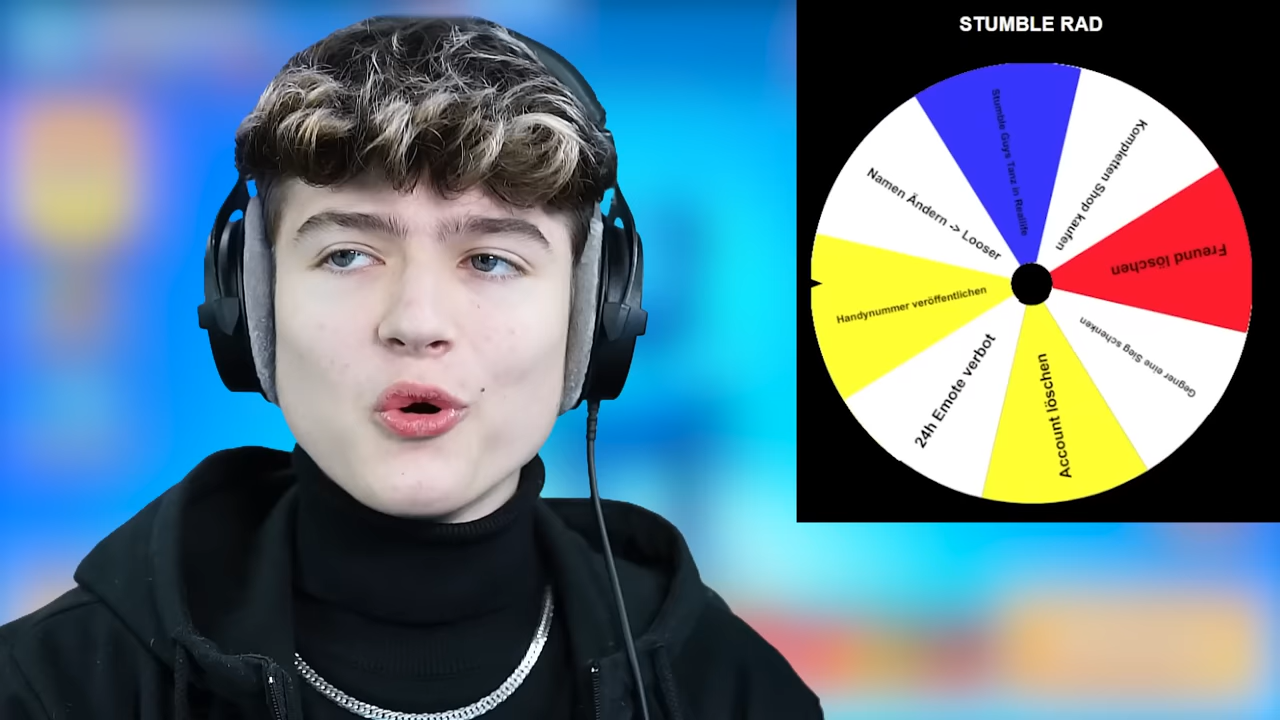 STUMBLE RAD
Stumble Guys Tanz in Reallife
Kompletten Shop kaufen
Freund löschen
Gegner eine Sieg schenken
Account löschen
24h Emote verbot
Handynummer veröffentlichen
Namen Ändern -> Looser